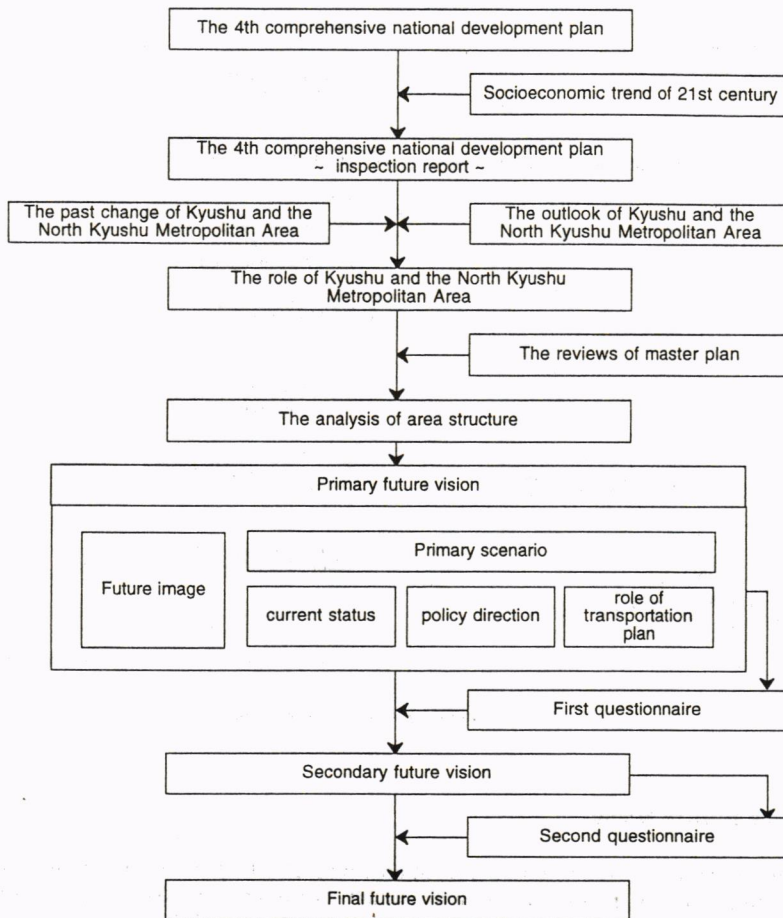 The 4th comprehensive national development plan
Socioeconomic trend of 21st century
The 4th comprehensive national development plan
~ inspection report ~
The past change of Kyushu and the
North Kyushu Metropolitan Area
The outlook of Kyushu and the
North Kyushu Metropolitan Area
The role of Kyushu and the North Kyushu
Metropolitan Area
The reviews of master plan
The analysis of area structure
Primary future vision
Future image
Primary scenario
current status
policy direction
role of
transportation
plan
First questionnaire
Secondary future vision
Second questionnaire
Final future vision